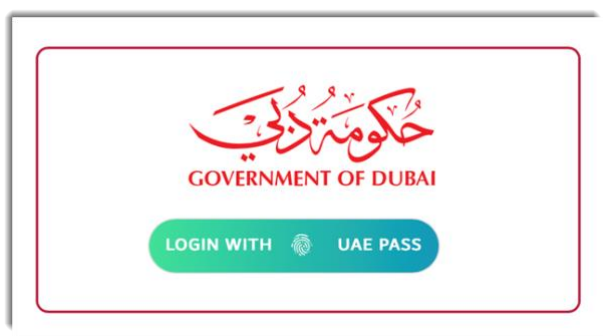 حكومة دبي
GOVERNMENT OF DUBAI
LOGIN WITH UAE PASS